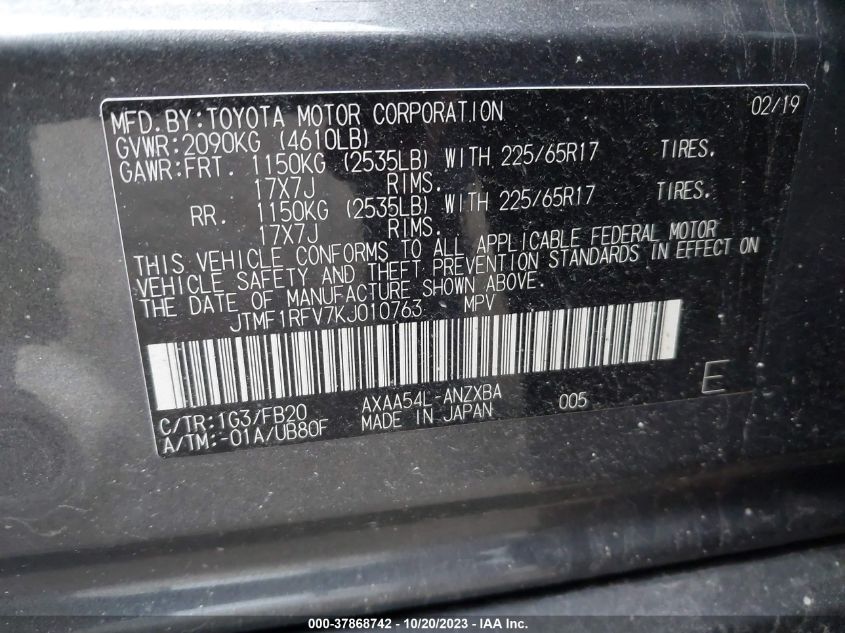 MFD.BY:TOYOTA MOTOR CORPORATION 02/19
GVWR:2090KG (4610LB)
GAWR:FRT. 1150KG (2535LB) WITH 225/65R17 TIRES.
17X7J RIMS.
RR. 1150KG (2535LB) WITH 225/65R17 TIRES.
17X7J RIMS.
THIS VEHICLE CONFORMS TO ALL APPLICABLE FEDERAL MOTOR
VEHICLE SAFETY AND THEFT PREVENTION STANDARDS IN EFFECT ON
THE DATE OF MANUFACTURE SHOWN ABOVE.
JTMF1RFV7KJ010763 MPV
C/TR:1G3/FB20 AXAA54L-ANZXBA 005 E
A/TM:-01A/UB80F MADE IN JAPAN
000-37868742 - 10/20/2023 - IAA Inc.